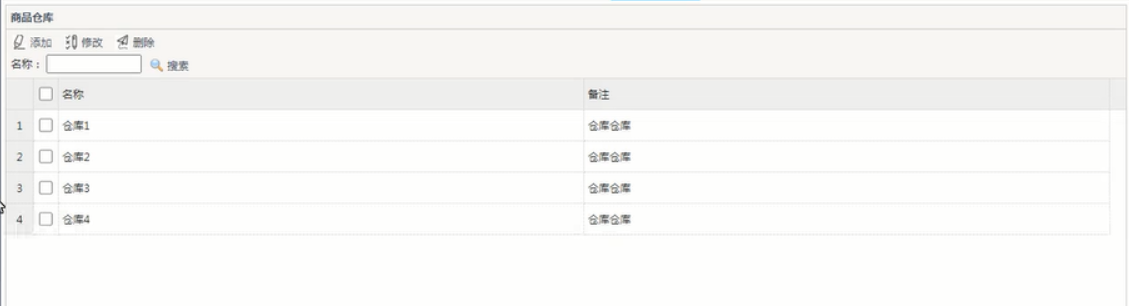 商品仓库
添加 修改 删除
名称： 搜索
名称 备注
1 仓库1 仓库仓库
2 仓库2 仓库仓库
3 仓库3 仓库仓库
4 仓库4 仓库仓库